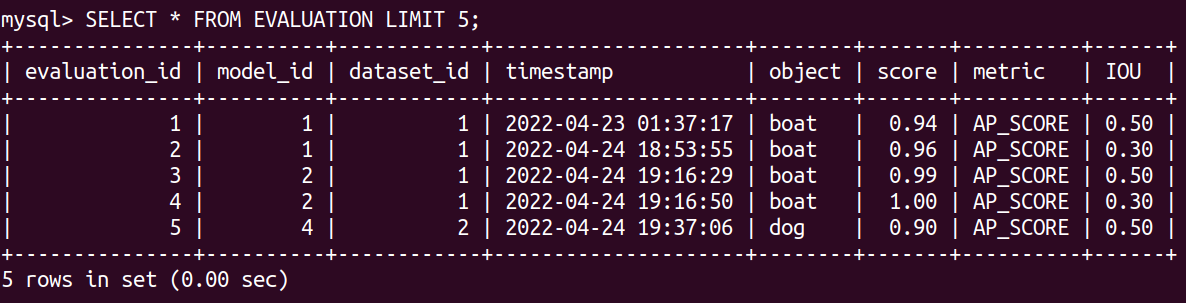 mysql> SELECT * FROM EVALUATION LIMIT 5;
+---------------+----------+------------+---------------------+--------+-------+----------+------+
| evaluation_id | model_id | dataset_id | timestamp           | object | score | metric   | IOU  |
+---------------+----------+------------+---------------------+--------+-------+----------+------+
|             1 |        1 |          1 | 2022-04-23 01:37:17 | boat   |  0.94 | AP_SCORE | 0.50 |
|             2 |        1 |          1 | 2022-04-24 18:53:55 | boat   |  0.96 | AP_SCORE | 0.30 |
|             3 |        2 |          1 | 2022-04-24 19:16:29 | boat   |  0.99 | AP_SCORE | 0.50 |
|             4 |        2 |          1 | 2022-04-24 19:16:50 | boat   |  1.00 | AP_SCORE | 0.30 |
|             5 |        4 |          2 | 2022-04-24 19:37:06 | dog    |  0.90 | AP_SCORE | 0.50 |
+---------------+----------+------------+---------------------+--------+-------+----------+------+
5 rows in set (0.00 sec)